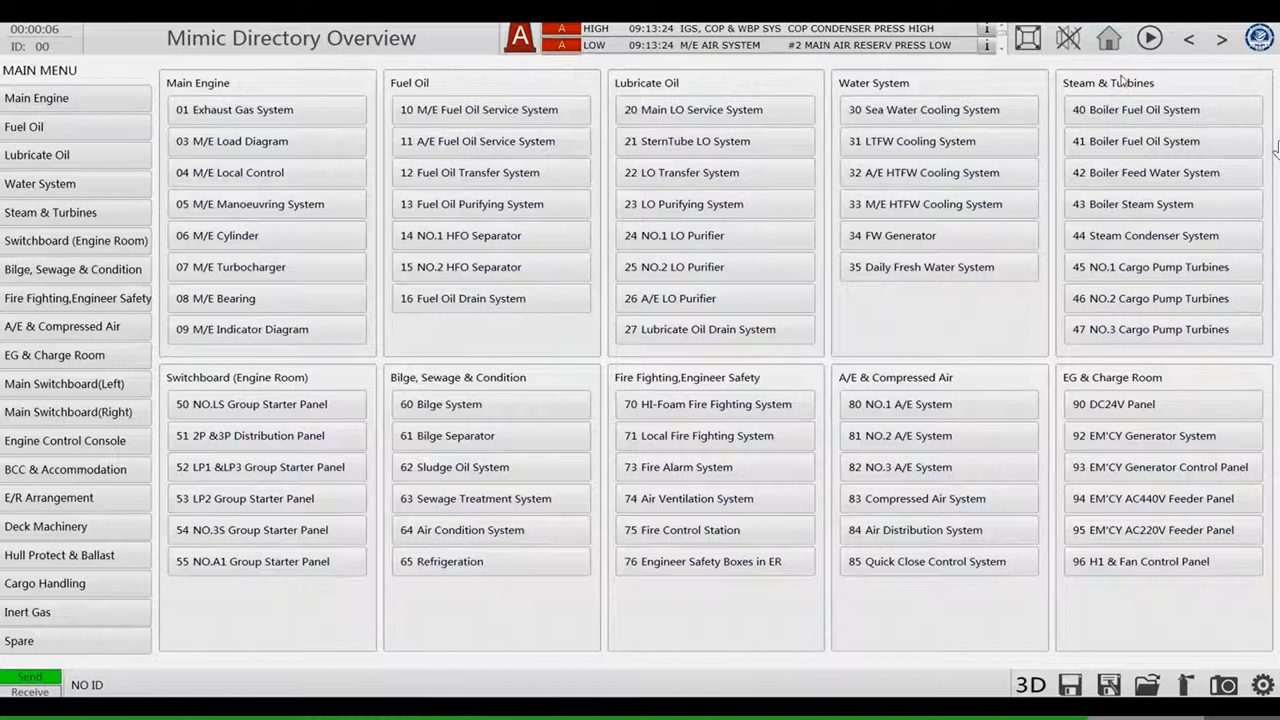 00:00:06
ID: 00
Mimic Directory Overview
A
A HIGH 09:13:24 IGS, COP & WBP SYS COP CONDENSER PRESS HIGH i
A LOW 09:13:24 M/E AIR SYSTEM #2 MAIN AIR RESERV PRESS LOW i
MAIN MENU
Main Engine
Fuel Oil
Lubricate Oil
Water System
Steam & Turbines
Switchboard (Engine Room)
Bilge, Sewage & Condition
Fire Fighting,Engineer Safety
A/E & Compressed Air
EG & Charge Room
Main Switchboard(Left)
Main Switchboard(Right)
Engine Control Console
BCC & Accommodation
E/R Arrangement
Deck Machinery
Hull Protect & Ballast
Cargo Handling
Inert Gas
Spare
Main Engine
01 Exhaust Gas System
03 M/E Load Diagram
04 M/E Local Control
05 M/E Manoeuvring System
06 M/E Cylinder
07 M/E Turbocharger
08 M/E Bearing
09 M/E Indicator Diagram
Fuel Oil
10 M/E Fuel Oil Service System
11 A/E Fuel Oil Service System
12 Fuel Oil Transfer System
13 Fuel Oil Purifying System
14 NO.1 HFO Separator
15 NO.2 HFO Separator
16 Fuel Oil Drain System
Lubricate Oil
20 Main LO Service System
21 SternTube LO System
22 LO Transfer System
23 LO Purifying System
24 NO.1 LO Purifier
25 NO.2 LO Purifier
26 A/E LO Purifier
27 Lubricate Oil Drain System
Water System
30 Sea Water Cooling System
31 LTFW Cooling System
32 A/E HTFW Cooling System
33 M/E HTFW Cooling System
34 FW Generator
35 Daily Fresh Water System
Steam & Turbines
40 Boiler Fuel Oil System
41 Boiler Fuel Oil System
42 Boiler Feed Water System
43 Boiler Steam System
44 Steam Condenser System
45 NO.1 Cargo Pump Turbines
46 NO.2 Cargo Pump Turbines
47 NO.3 Cargo Pump Turbines
Switchboard (Engine Room)
50 NO.LS Group Starter Panel
51 2P &3P Distribution Panel
52 LP1 &LP3 Group Starter Panel
53 LP2 Group Starter Panel
54 NO.3S Group Starter Panel
55 NO.A1 Group Starter Panel
Bilge, Sewage & Condition
60 Bilge System
61 Bilge Separator
62 Sludge Oil System
63 Sewage Treatment System
64 Air Condition System
65 Refrigeration
Fire Fighting,Engineer Safety
70 HI-Foam Fire Fighting System
71 Local Fire Fighting System
73 Fire Alarm System
74 Air Ventilation System
75 Fire Control Station
76 Engineer Safety Boxes in ER
A/E & Compressed Air
80 NO.1 A/E System
81 NO.2 A/E System
82 NO.3 A/E System
83 Compressed Air System
84 Air Distribution System
85 Quick Close Control System
EG & Charge Room
90 DC24V Panel
92 EM'CY Generator System
93 EM'CY Generator Control Panel
94 EM'CY AC440V Feeder Panel
95 EM'CY AC220V Feeder Panel
96 H1 & Fan Control Panel
Send
Receive
NO ID
3D